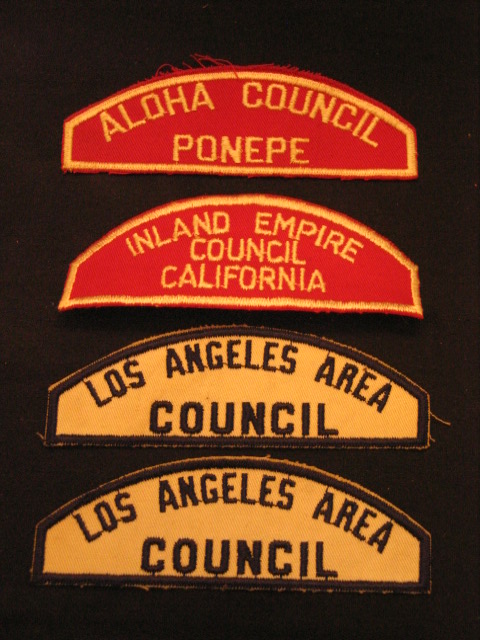 ALOHA COUNCIL
PONEPE
INLAND EMPIRE
COUNCIL
CALIFORNIA
LOS ANGELES AREA
COUNCIL
LOS ANGELES AREA
COUNCIL